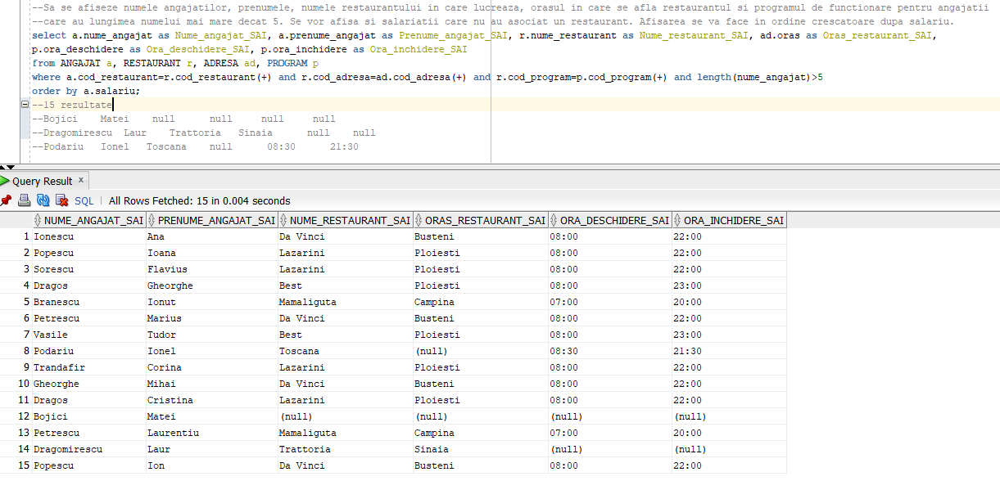 --Sa se afiseze numele angajatilor, prenumele, numele restaurantului in care lucreaza, orasul in care se afla restaurantul si programul de functionare pentru angajatii
--care au lungimea numelui mai mare decat 5. Se vor afisa si salariatii care nu au asociat un restaurant. Afisarea se va face in ordine crescatoare dupa salariu.
select a.nume_angajat as Nume_angajat_SAI, a.prenume_angajat as Prenume_angajat_SAI, r.nume_restaurant as Nume_restaurant_SAI, ad.oras as Oras_restaurant_SAI,
p.ora_deschidere as Ora_deschidere_SAI, p.ora_inchidere as Ora_inchidere_SAI
from ANGAJAT a, RESTAURANT r, ADRESA ad, PROGRAM p
where a.cod_restaurant=r.cod_restaurant(+) and r.cod_adresa=ad.cod_adresa(+) and r.cod_program=p.cod_program(+) and length(nume_angajat)>5
order by a.salariu;
--15 rezultate
--Bojici Matei null null null null
--Dragomirescu Laur Trattoria Sinaia null null
--Podariu Ionel Toscana null 08:30 21:30
Query Result x
SQL | All Rows Fetched: 15 in 0.004 seconds
NUME_ANGAJAT_SAI PRENUME_ANGAJAT_SAI NUME_RESTAURANT_SAI ORAS_RESTAURANT_SAI ORA_DESCHIDERE_SAI ORA_INCHIDERE_SAI
1 Ionescu Ana Da Vinci Busteni 08:00 22:00
2 Popescu Ioana Lazarini Ploiesti 08:00 22:00
3 Sorescu Flavius Lazarini Ploiesti 08:00 22:00
4 Dragos Gheorghe Best Ploiesti 08:00 23:00
5 Branescu Ionut Mamaliguta Campina 07:00 20:00
6 Petrescu Marius Da Vinci Busteni 08:00 22:00
7 Vasile Tudor Best Ploiesti 08:00 23:00
8 Podariu Ionel Toscana (null) 08:30 21:30
9 Trandafir Corina Lazarini Ploiesti 08:00 22:00
10 Gheorghe Mihai Da Vinci Busteni 08:00 22:00
11 Dragos Cristina Lazarini Ploiesti 08:00 22:00
12 Bojici Matei (null) (null) (null) (null)
13 Petrescu Laurentiu Mamaliguta Campina 07:00 20:00
14 Dragomirescu Laur Trattoria Sinaia (null) (null)
15 Popescu Ion Da Vinci Busteni 08:00 22:00